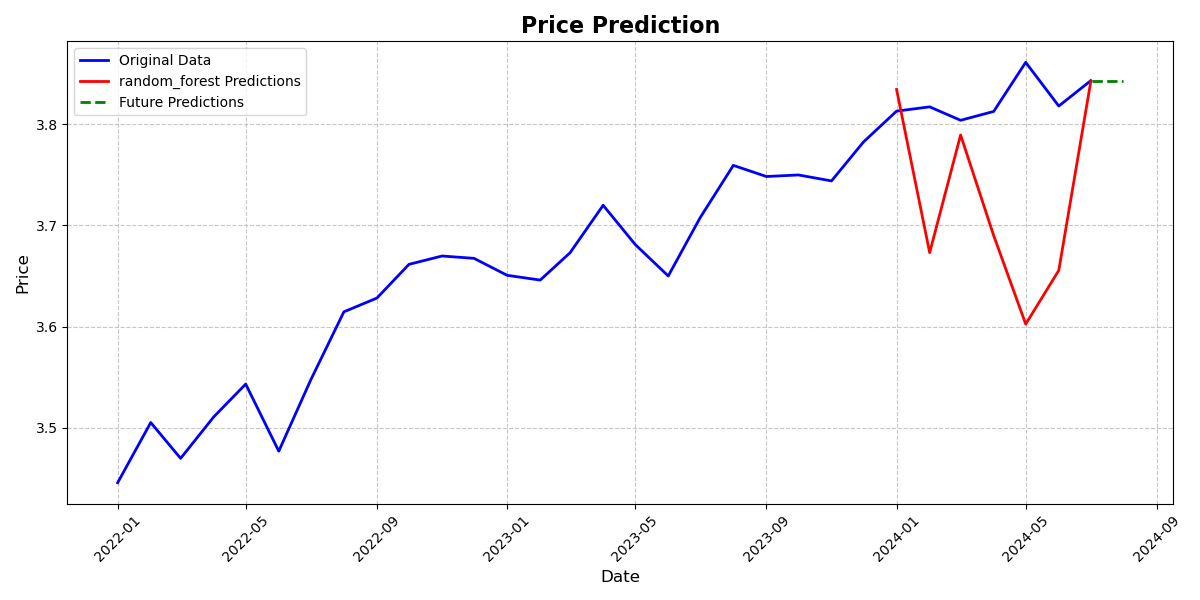 Price Prediction
Original Data
random_forest Predictions
Future Predictions
Price
3.8
3.7
3.6
3.5
2022-01
2022-05
2022-09
2023-01
2023-05
2023-09
2024-01
2024-05
2024-09
Date